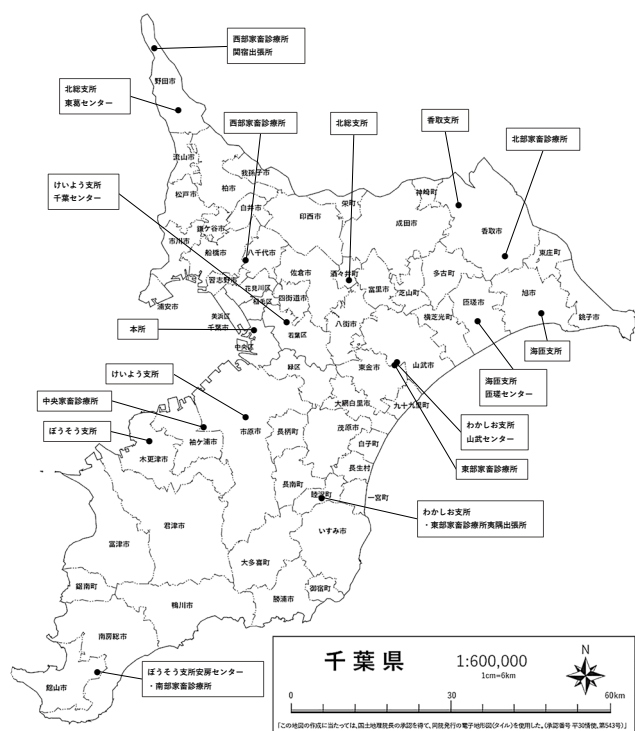 西部家畜診療所
関宿出張所
野田市
北総支所
東葛センター
西部家畜診療所
北総支所
香取支所
北部家畜診療所
流山市
我孫子市
柏市
松戸市
けいよう支所
千葉センター
神崎町
栄町
白井市
印西市
成田市
香取市
鎌ケ谷市
市川市
船橋市
八千代市
東庄町
佐倉市
酒々井町
富里市
多古町
芝山町
習志野市
花見川区
稲毛区
四街道市
匝瑳市
旭市
銚子市
浦安市
美浜区
千葉市
若葉区
中央区
八街市
横芝光町
本所
緑区
東金市
山武市
海匝支所
海匝支所
匝瑳センター
けいよう支所
中央家畜診療所
ぼうそう支所
大網白里市
九十九里町
わかしお支所
山武センター
東部家畜診療所
市原市
長柄町
茂原市
白子町
袖ケ浦市
木更津市
長生村
長南町
睦沢町
一宮町
わかしお支所
・東部家畜診療所夷隅出張所
君津市
富津市
いすみ市
大多喜町
鋸南町
鴨川市
勝浦市
御宿町
南房総市
館山市
ぼうそう支所安房センター
・南部家畜診療所
千葉県
1:600,000
1cm=6km
N
0 30 60km
「この地図の作成に当たっては、国土地理院長の承認を得て、同院発行の電子地形図(タイル)を使用した。(承認番号 平30情使、第543号)」